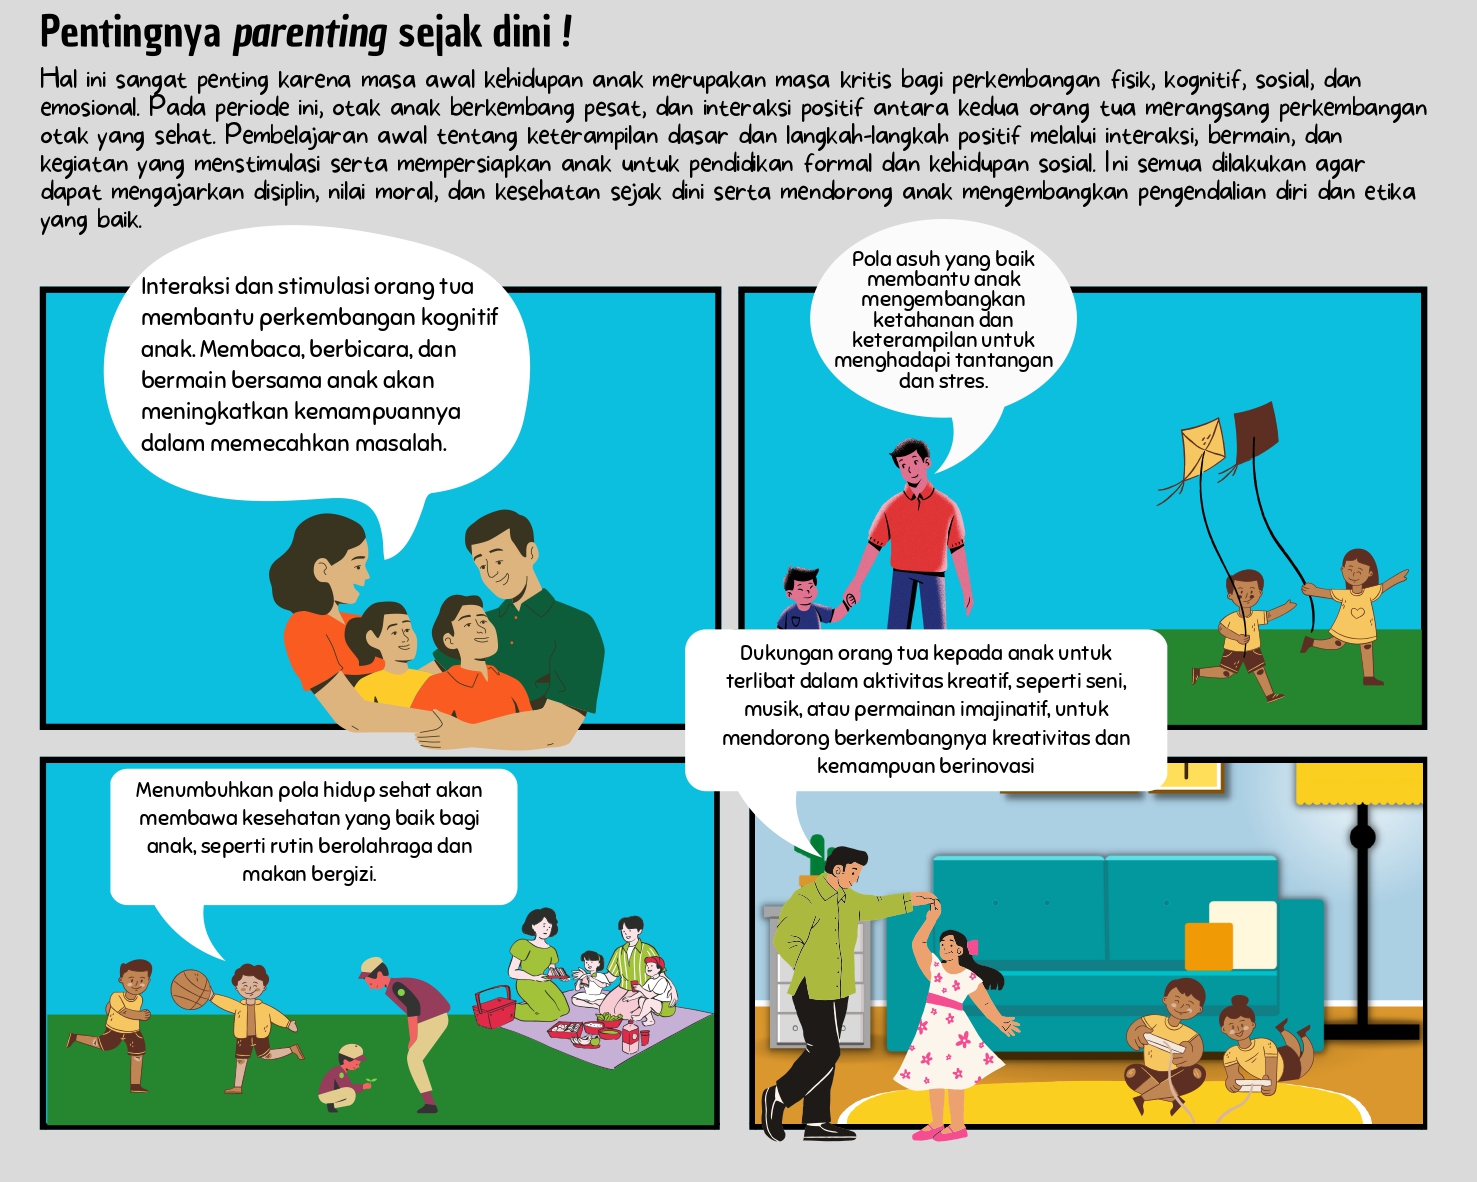 Pentingnya parenting sejak dini !
Hal ini sangat penting karena masa awal kehidupan anak merupakan masa kritis bagi perkembangan fisik, kognitif, sosial, dan
emosional. Pada periode ini, otak anak berkembang pesat, dan interaksi positif antara kedua orang tua merangsang perkembangan
otak yang sehat. Pembelajaran awal tentang keterampilan dasar dan langkah-langkah positif melalui interaksi, bermain, dan
kegiatan yang menstimulasi serta mempersiapkan anak untuk pendidikan formal dan kehidupan sosial. Ini semua dilakukan agar
dapat mengajarkan disiplin, nilai moral, dan kesehatan sejak dini serta mendorong anak mengembangkan pengendalian diri dan etika
yang baik.
Interaksi dan stimulasi orang tua
membantu perkembangan kognitif
anak. Membaca, berbicara, dan
bermain bersama anak akan
meningkatkan kemampuannya
dalam memecahkan masalah.
Pola asuh yang baik
membantu anak
mengembangkan
ketahanan dan
keterampilan untuk
menghadapi tantangan
dan stres.
Menumbuhkan pola hidup sehat akan
membawa kesehatan yang baik bagi
anak, seperti rutin berolahraga dan
makan bergizi.
Dukungan orang tua kepada anak untuk
terlibat dalam aktivitas kreatif, seperti seni,
musik, atau permainan imajinatif, untuk
mendorong berkembangnya kreativitas dan
kemampuan berinovasi